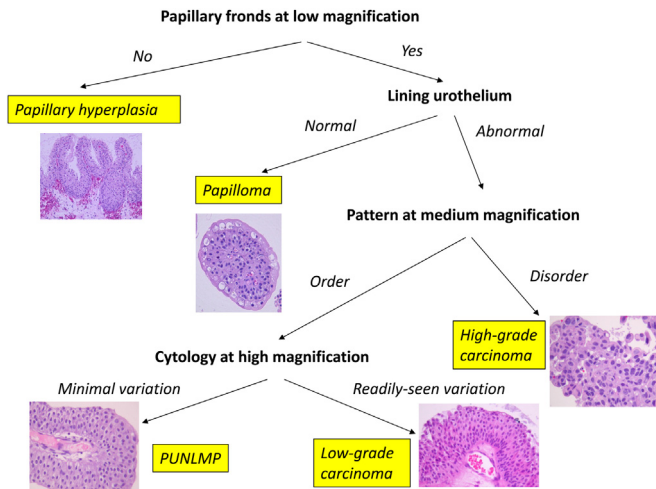 Papillary fronds at low magnification
No
Yes
Papillary hyperplasia
Lining urothelium
Normal
Abnormal
Papilloma
Pattern at medium magnification
Order
Disorder
High-grade
carcinoma
Cytology at high magnification
Minimal variation
Readily-seen variation
PUNLMP
Low-grade
carcinoma